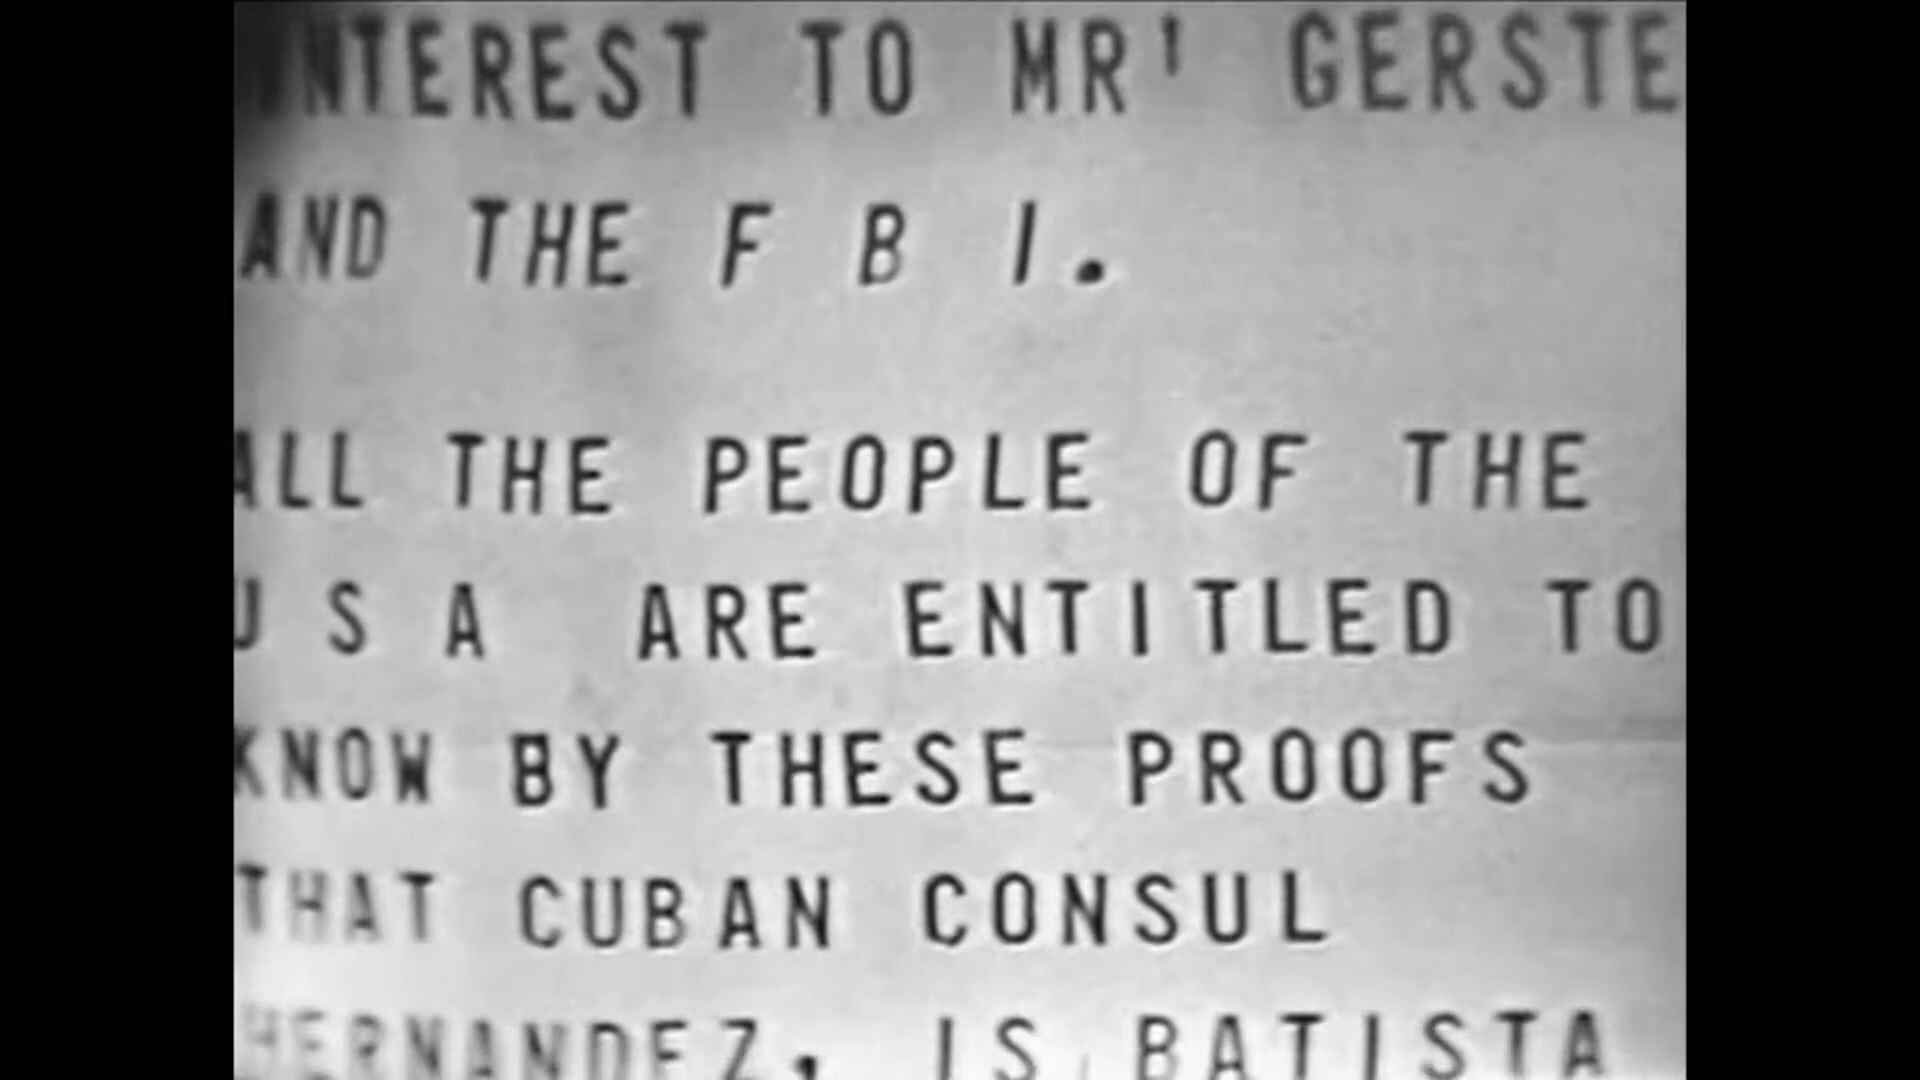 INTEREST TO MR' GERSTE
AND THE F B I.
ALL THE PEOPLE OF THE
U S A ARE ENTITLED TO
KNOW BY THESE PROOFS
THAT CUBAN CONSUL
HERNANDEZ, IS BATISTA